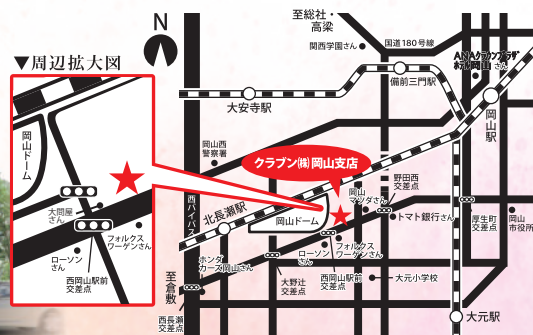 ▼周辺拡大図
岡山ドーム
大問屋
さん
フォルクス
ワーゲンさん
ローソン
さん
西岡山駅前
交差点
N
至総社・
高梁
関西学園さん
国道180号線
ANAクラウンプラザ
ホテル岡山さん
備前三門駅
大安寺駅
岡山駅
岡山西
警察署
クラブン㈱岡山支店
野田西
交差点
岡山
マツダさん
トマト銀行さん
西バイパス
北長瀬駅
岡山ドーム
厚生町
交差点
岡山
市役所
フォルクス
ワーゲンさん
ローソン
さん
ホンダ
カーズ岡山さん
西岡山駅前
交差点
大野辻
交差点
大元小学校
至倉敷
西長瀬
交差点
大元駅